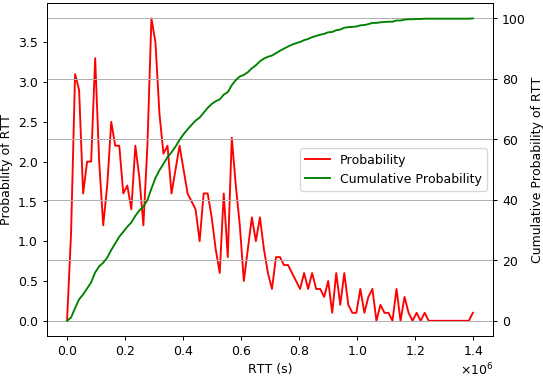 Probability of RTT
3.5
3.0
2.5
2.0
1.5
1.0
0.5
0.0
Probability
Cumulative Probability
100
80
60
40
20
0
Cumulative Probability of RTT
0.0 0.2 0.4 0.6 0.8 1.0 1.2 1.4
RTT (s)
×10⁶